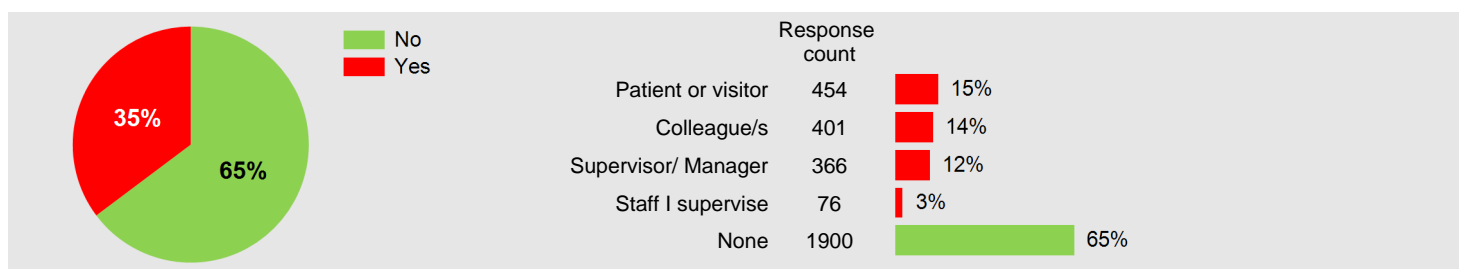 35%
65%
No
Yes
Response
count
Patient or visitor 454 15%
Colleague/s 401 14%
Supervisor/ Manager 366 12%
Staff I supervise 76 3%
None 1900 65%